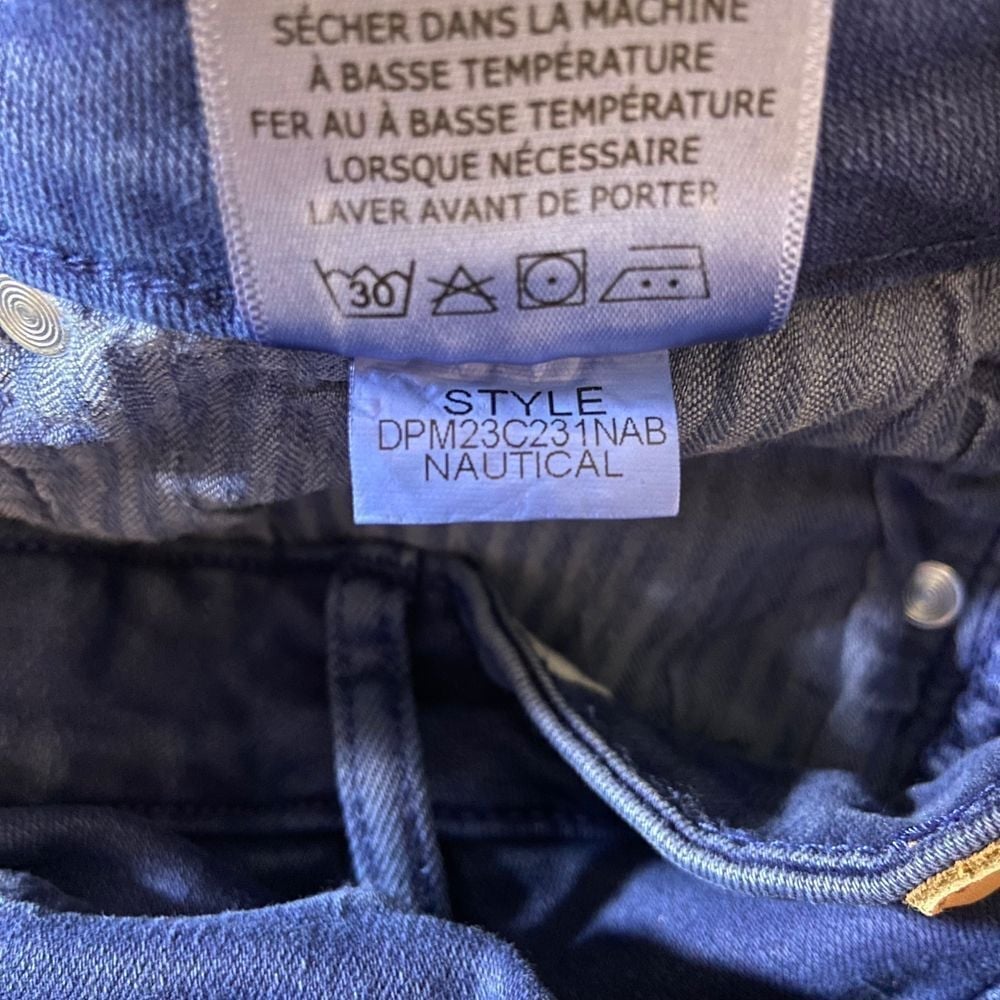 SÉCHER DANS LA MACHINE
À BASSE TEMPÉRATURE
FER AU À BASSE TEMPÉRATURE
LORSQUE NÉCESSAIRE
LAVER AVANT DE PORTER
30
STYLE
DPM23C231NAB
NAUTICAL